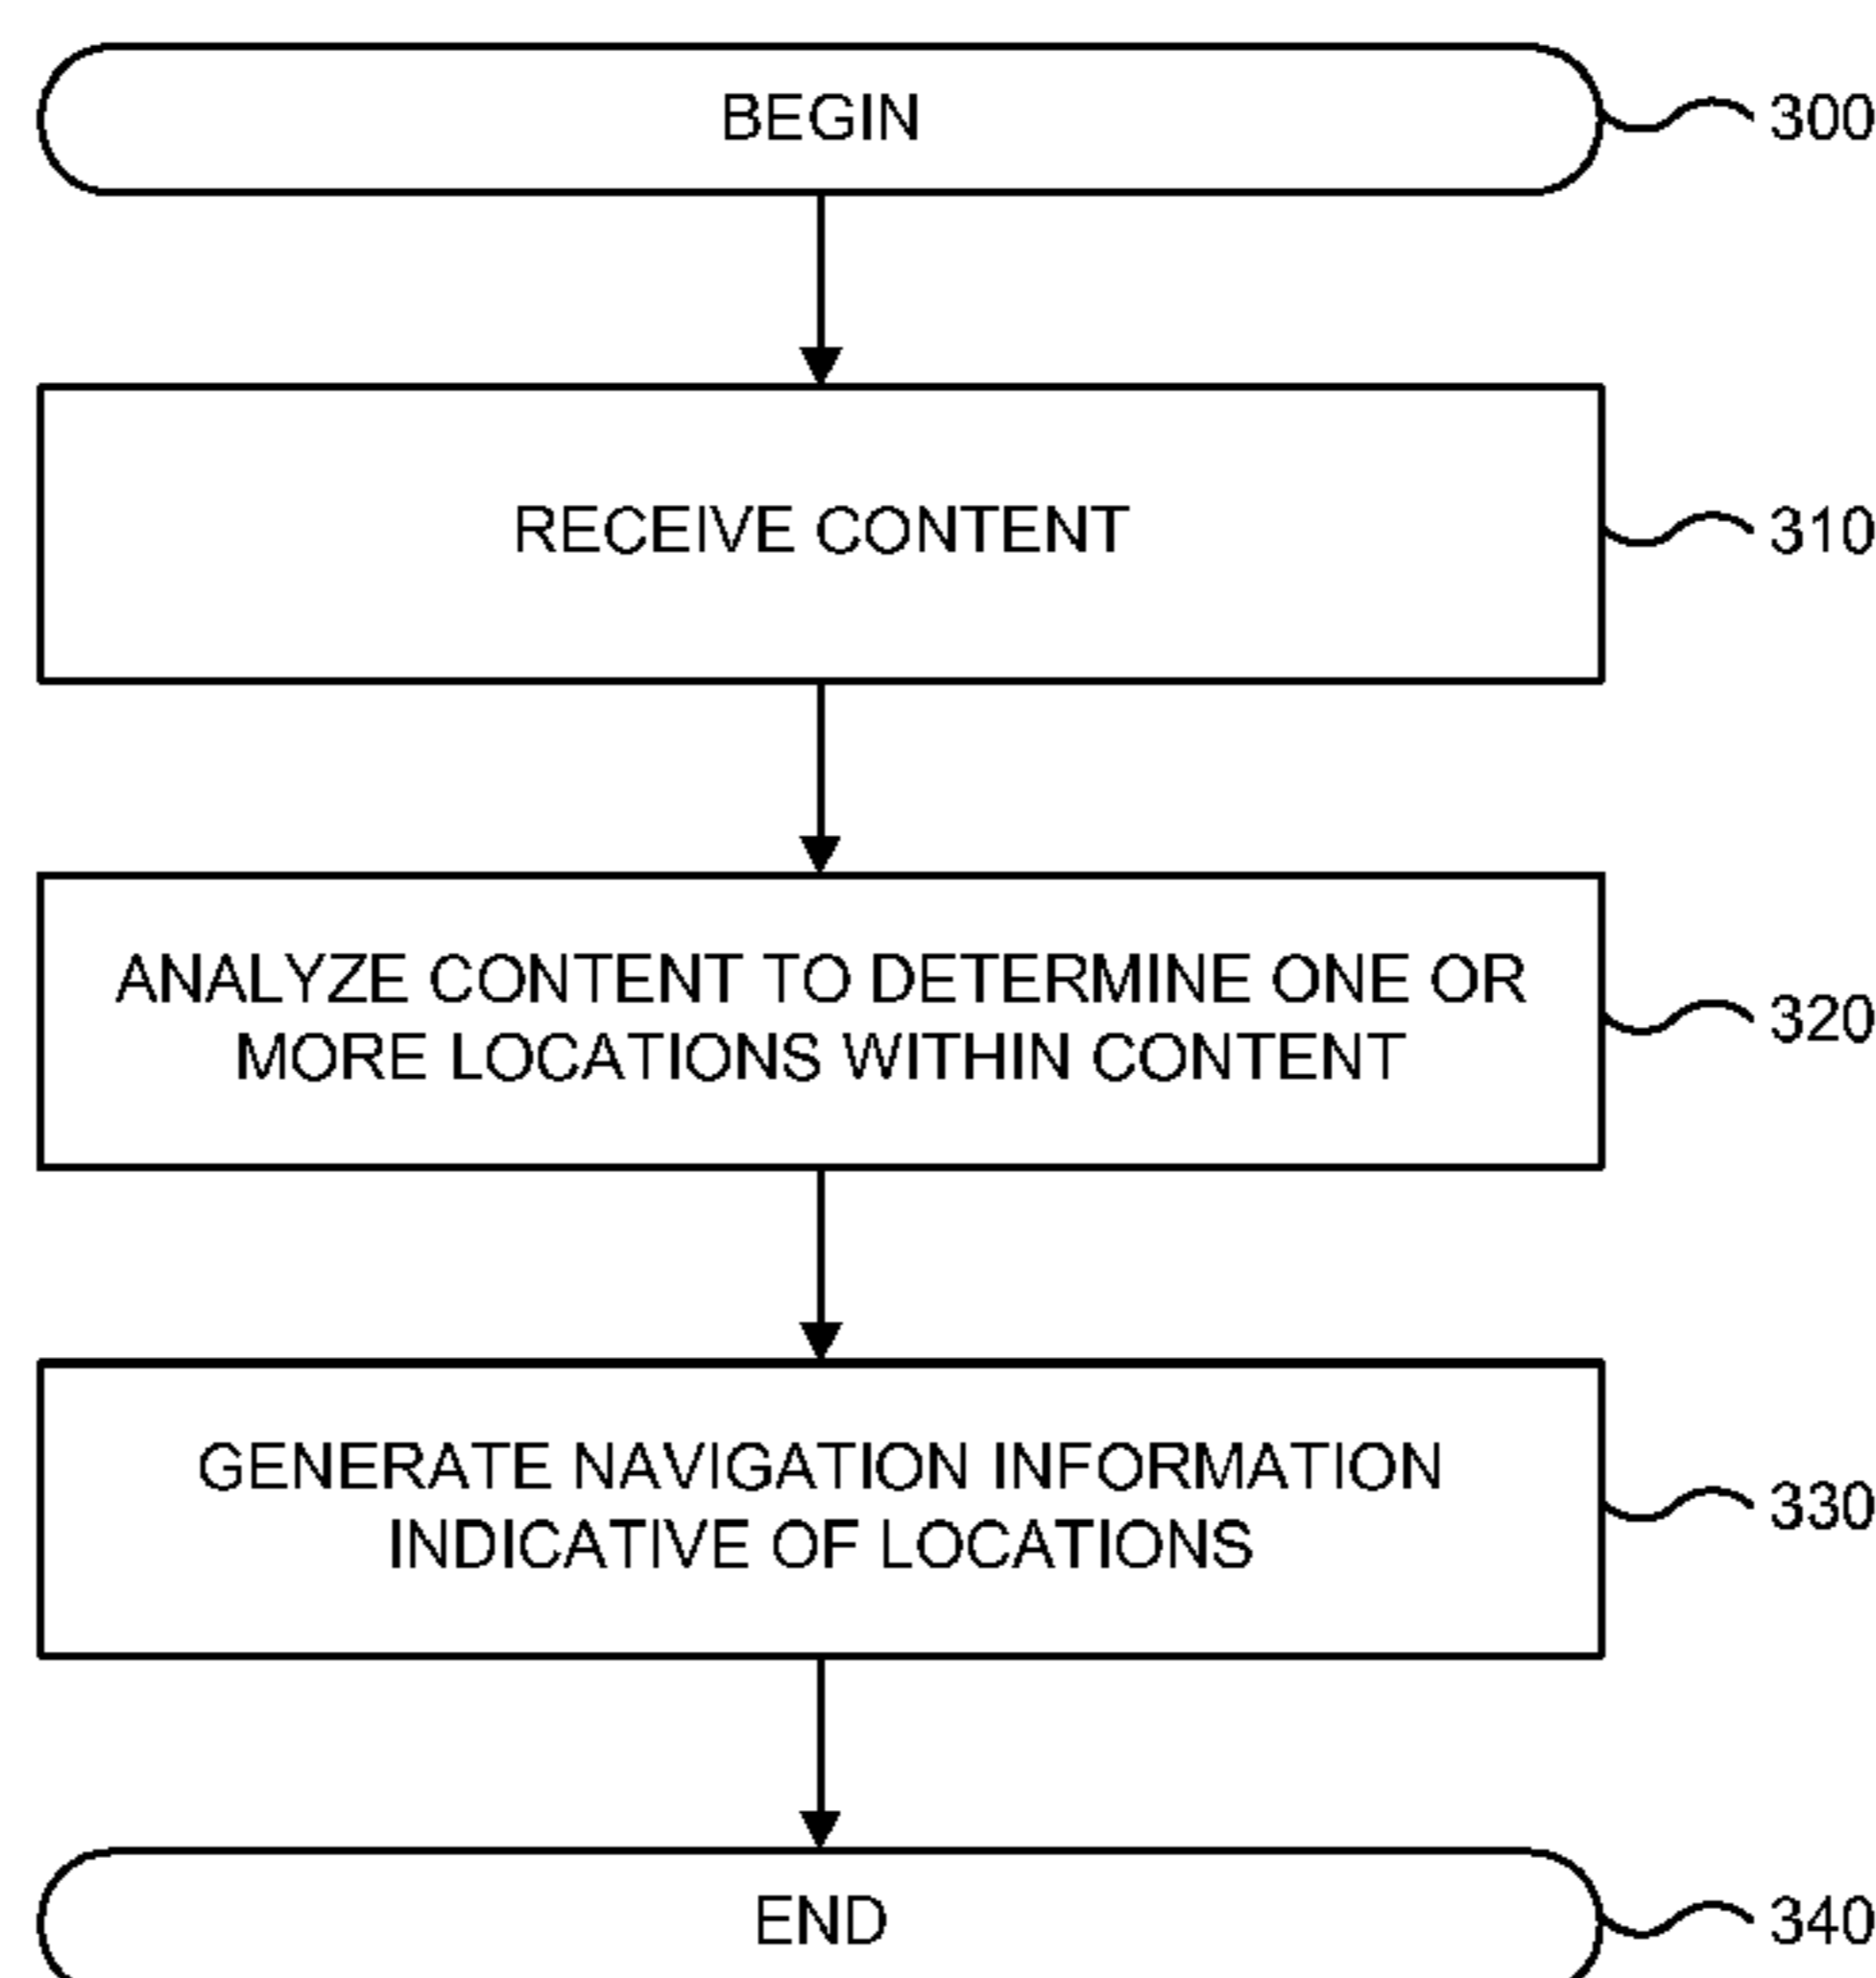 BEGIN
300
RECEIVE CONTENT
310
ANALYZE CONTENT TO DETERMINE ONE OR
MORE LOCATIONS WITHIN CONTENT
320
GENERATE NAVIGATION INFORMATION
INDICATIVE OF LOCATIONS
330
END
340